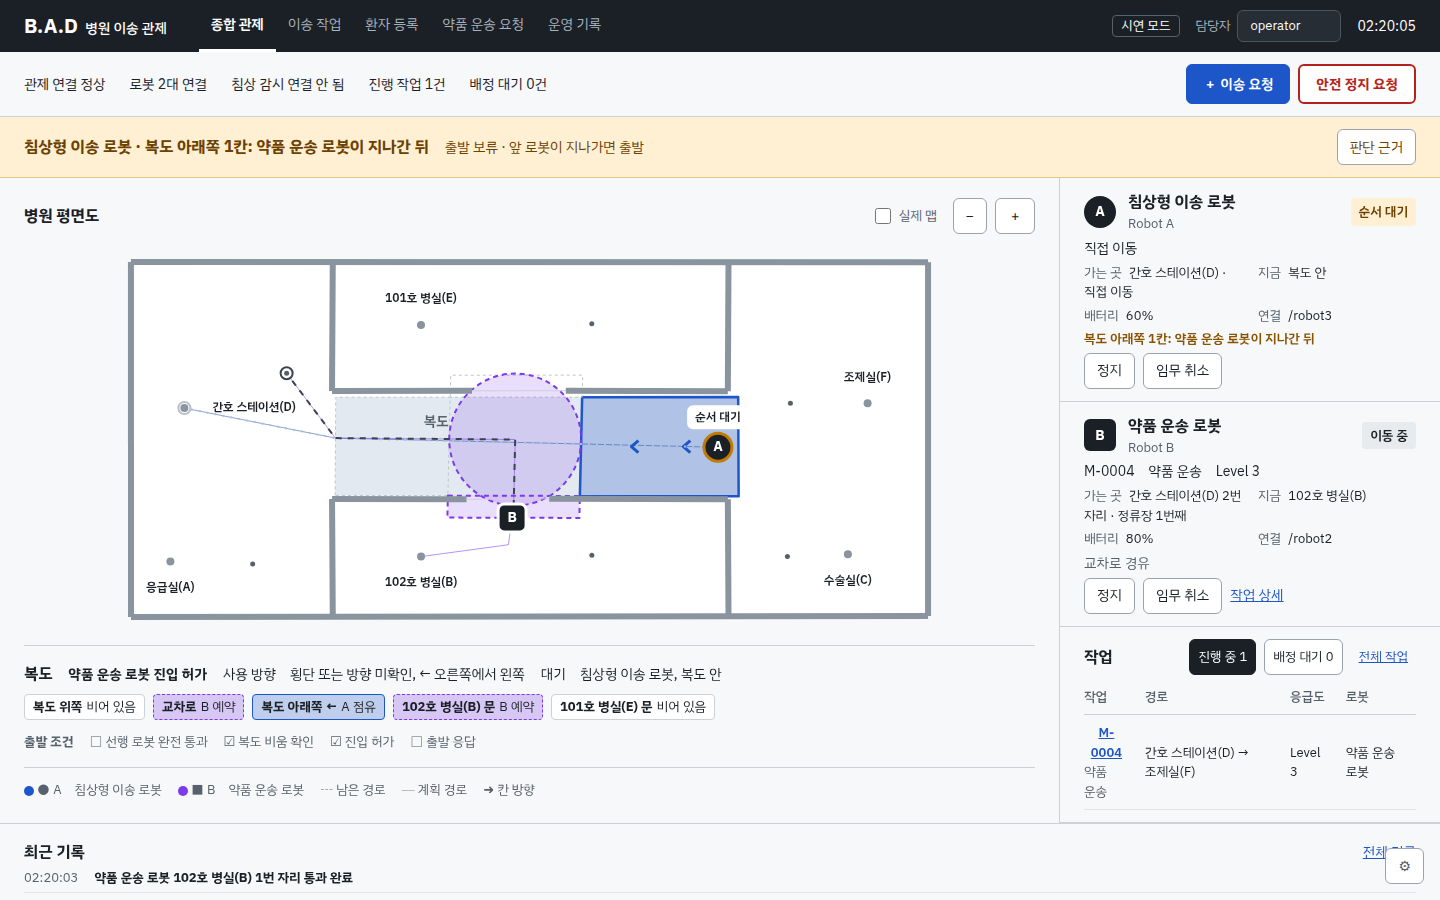 B.A.D 병원 이송 관제
종합 관제
이송 작업
환자 등록
약품 운송 요청
운영 기록
시연 모드
담당자
operator
02:20:05
관제 연결 정상
로봇 2대 연결
침상 감시 연결 안 됨
진행 작업 1건
배정 대기 0건
+ 이송 요청
안전 정지 요청
침상형 이송 로봇 · 복도 아래쪽 1칸: 약품 운송 로봇이 지나간 뒤
출발 보류 · 앞 로봇이 지나가면 출발
판단 근거
병원 평면도
실제 맵
−
+
101호 병실(E)
조제실(F)
간호 스테이션(D)
순서 대기
복도
A
B
102호 병실(B)
응급실(A)
수술실(C)
복도 약품 운송 로봇 진입 허가 사용 방향 횡단 또는 방향 미확인, ← 오른쪽에서 왼쪽 대기 침상형 이송 로봇, 복도 안
복도 위쪽 비어 있음
교차로 B 예약
복도 아래쪽 ← A 점유
102호 병실(B) 문 B 예약
101호 병실(E) 문 비어 있음
출발 조건 ☐ 선행 로봇 완전 통과 ☑ 복도 비움 확인 ☑ 진입 허가 ☐ 출발 응답
A 침상형 이송 로봇 B 약품 운송 로봇 남은 경로 계획 경로 → 칸 방향
A
침상형 이송 로봇
Robot A
순서 대기
직접 이동
가는 곳 간호 스테이션(D) ·
직접 이동
지금 복도 안
배터리 60%
연결 /robot3
복도 아래쪽 1칸: 약품 운송 로봇이 지나간 뒤
정지
임무 취소
B
약품 운송 로봇
Robot B
이동 중
M-0004 약품 운송 Level 3
가는 곳 간호 스테이션(D) 2번
자리 · 정류장 1번째
지금 102호 병실(B)
배터리 80%
연결 /robot2
교차로 경유
정지
임무 취소
작업 상세
작업
진행 중 1
배정 대기 0
전체 작업
작업 경로 응급도 로봇
M-
0004
약품
운송
간호 스테이션(D) →
조제실(F)
Level
3
약품 운송
로봇
최근 기록
전체
02:20:03 약품 운송 로봇 102호 병실(B) 1번 자리 통과 완료